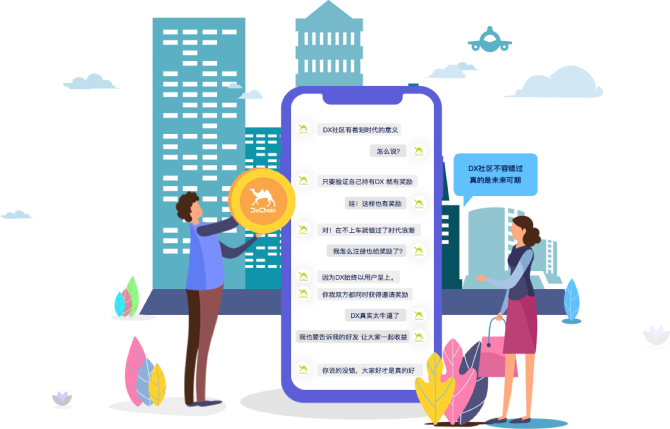 DX社区有着划时代的意义
怎么说?
只要验证自己持有DX 就有奖励
哇！这样也有奖励
DxChain
对！在不上车就错过了时代浪潮
我怎么注册也给奖励了?
因为DX始终以用户至上。
你我双方都同时获得邀请奖励
DX真实太牛逼了
我也要告诉我的好友 让大家一起收益
你说的没错、大家好才是真的好
DX社区不容错过
真的是未来可期